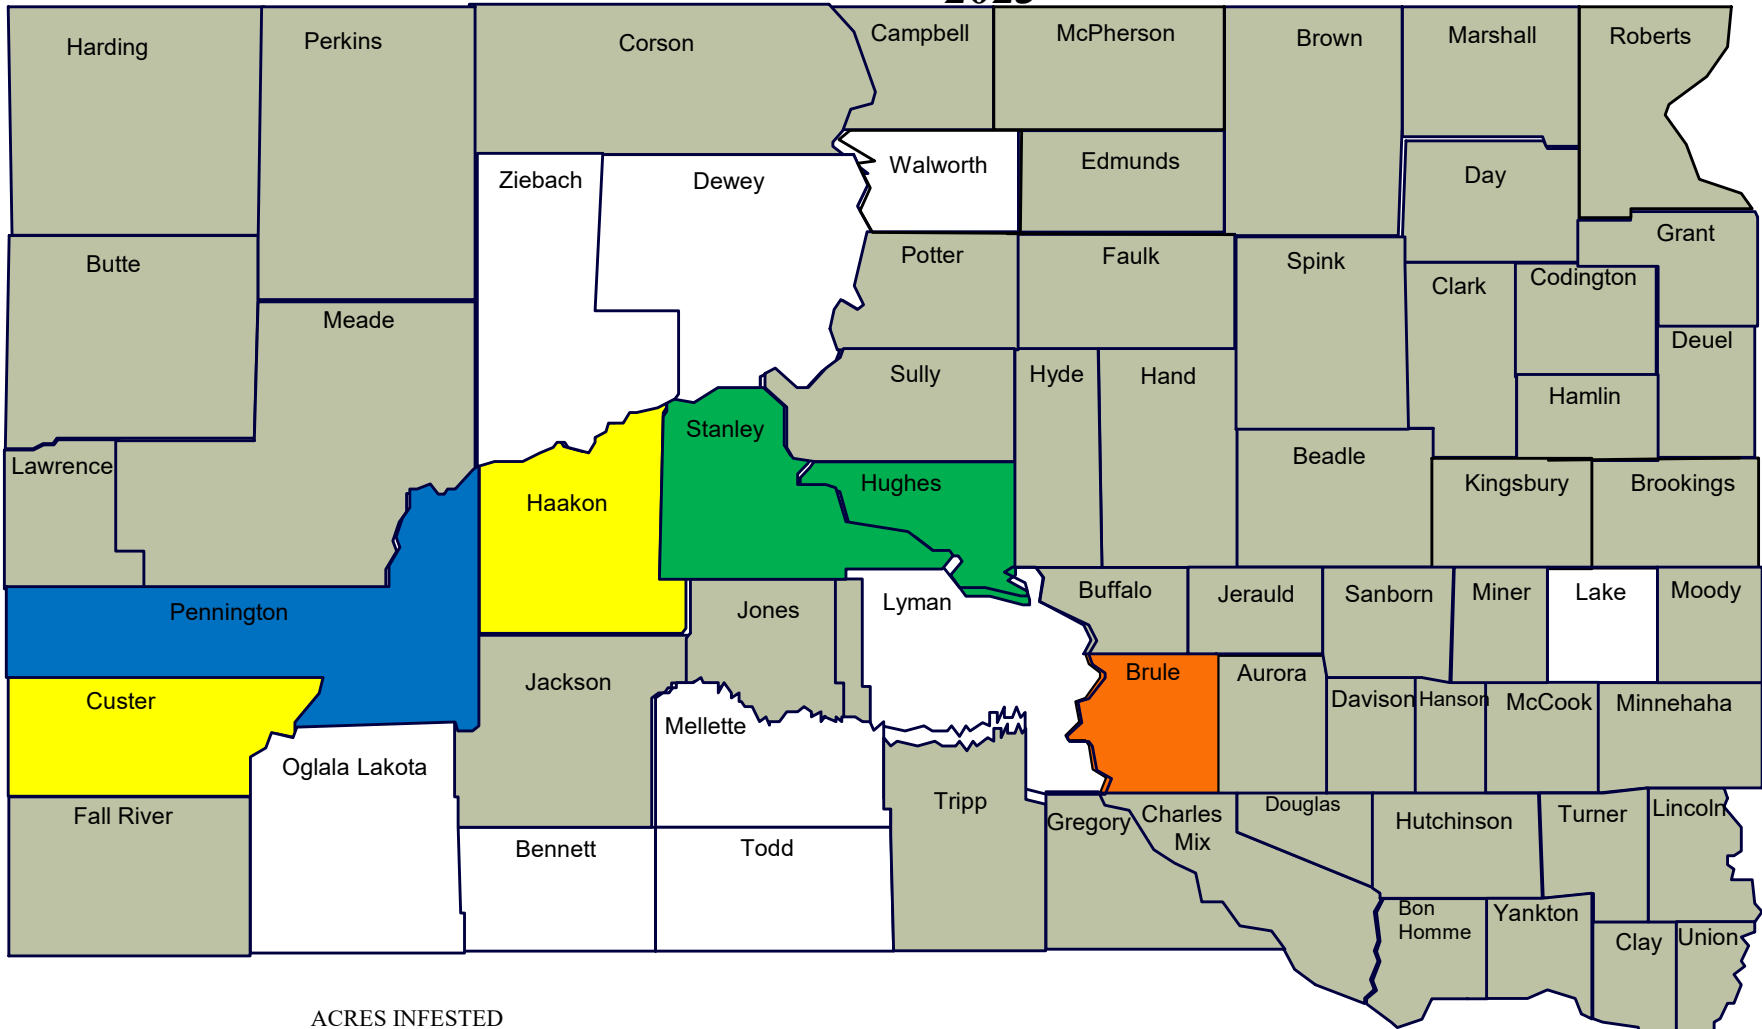 Harding
Perkins
Corson
Campbell
McPherson
Brown
Marshall
Roberts
Ziebach
Dewey
Walworth
Edmunds
Day
Grant
Butte
Meade
Potter
Faulk
Spink
Clark
Codington
Deuel
Sully
Hyde
Hand
Hamlin
Stanley
Lawrence
Haakon
Hughes
Beadle
Kingsbury
Brookings
Pennington
Jones
Lyman
Buffalo
Jerauld
Sanborn
Miner
Lake
Moody
Custer
Jackson
Mellette
Brule
Aurora
Davison
Hanson
McCook
Minnehaha
Oglala Lakota
Fall River
Tripp
Gregory
Charles
Mix
Douglas
Hutchinson
Turner
Lincoln
Bennett
Todd
Bon
Homme
Yankton
Clay
Union
ACRES INFESTED